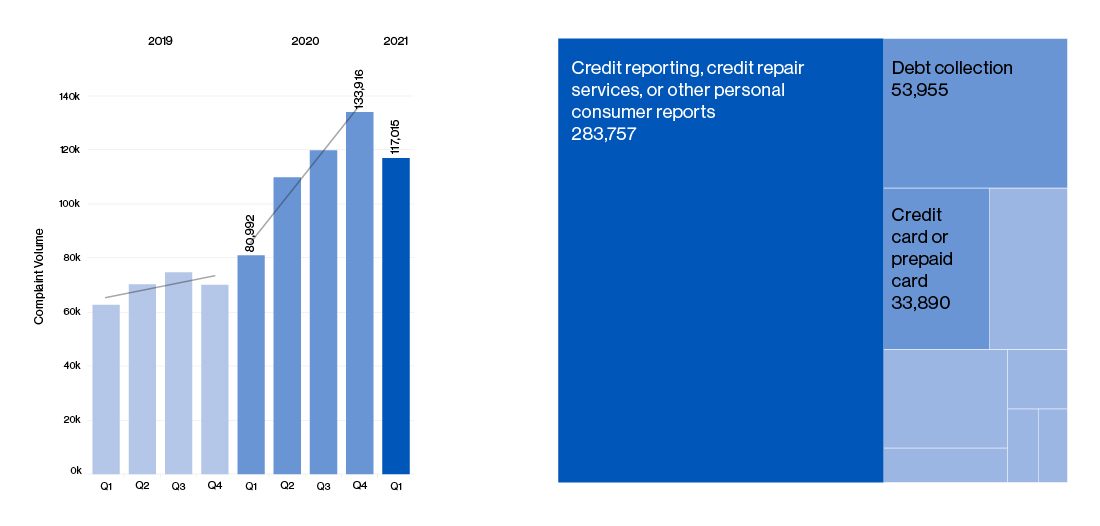 2019
2020
2021
140k
120k
100k
80k
60k
40k
20k
0k
Complaint Volume
80,992
133,916
117,015
Q1
Q2
Q3
Q4
Q1
Q2
Q3
Q4
Q1
Credit reporting, credit repair
services, or other personal
consumer reports
283,757
Debt collection
53,955
Credit
card or
prepaid
card
33,890